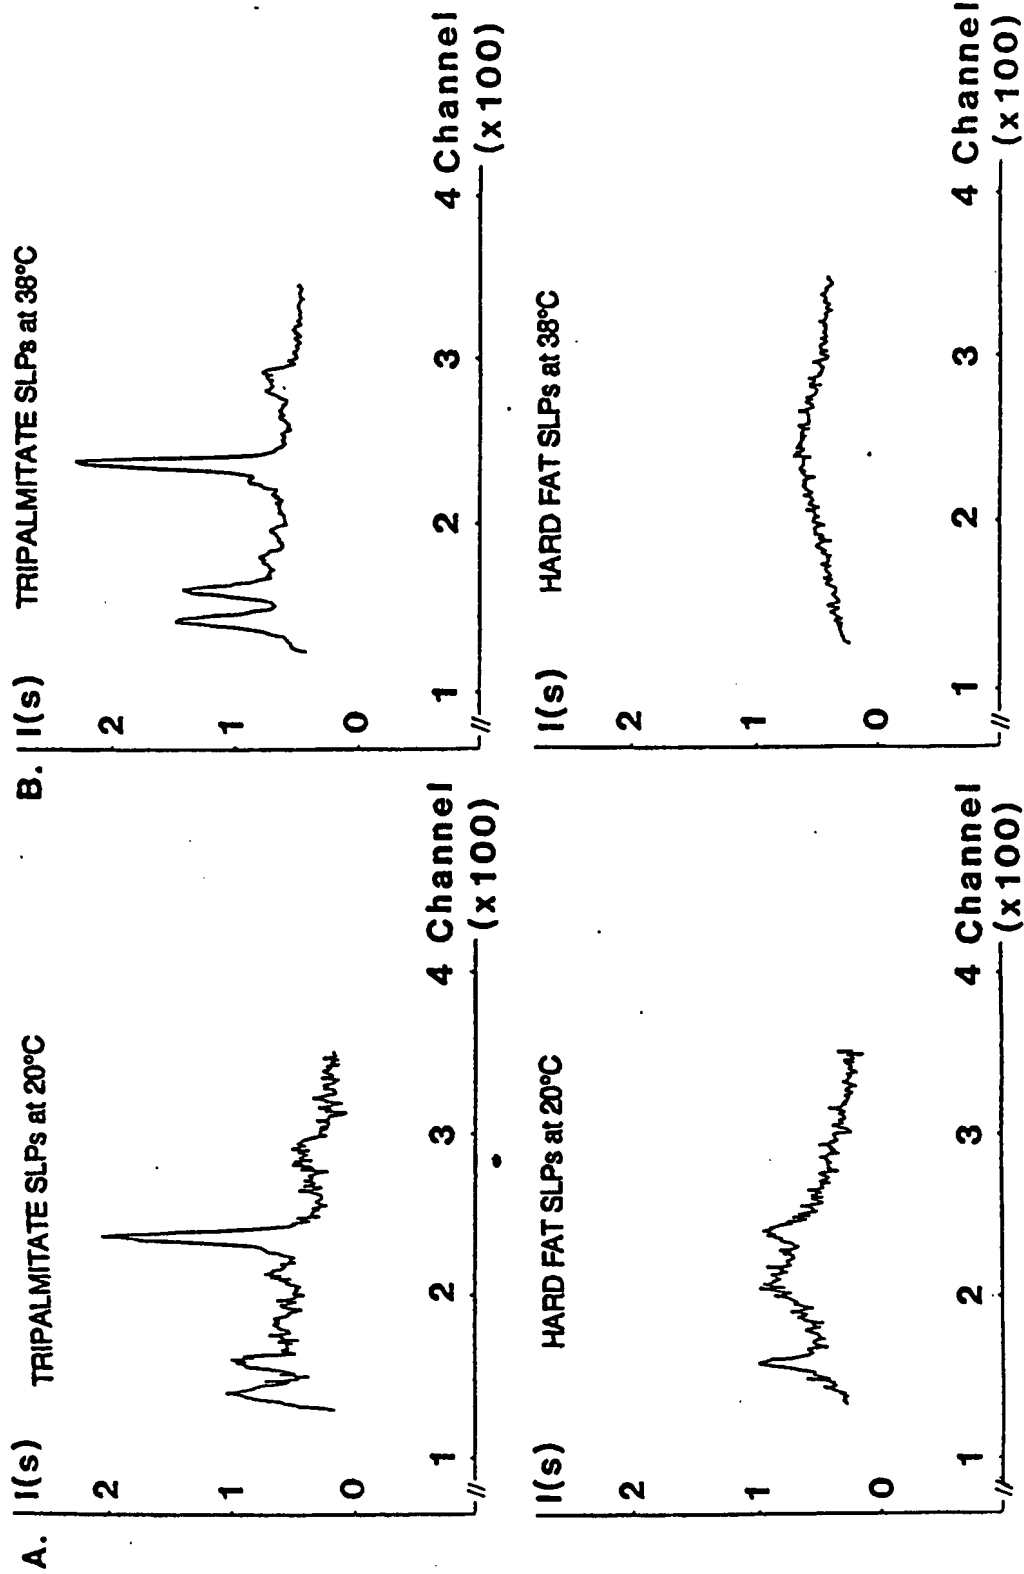 A.
I(s)
TRIPALMITATE SLPs at 20°C
2
1
0
1
2
3
4 Channel
(x100)
I(s)
HARD FAT SLPs at 20°C
2
1
0
1
2
3
4 Channel
(x100)
B.
I(s)
TRIPALMITATE SLPs at 38°C
2
1
0
1
2
3
4 Channel
(x100)
I(s)
HARD FAT SLPs at 38°C
2
1
0
1
2
3
4 Channel
(x100)